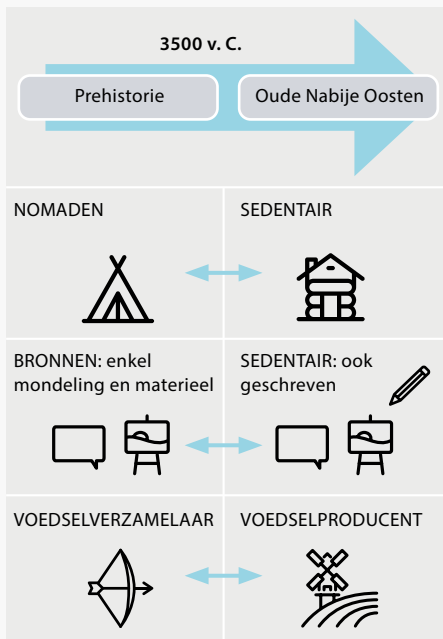 3500 v. C.
Prehistorie
Oude Nabije Oosten
NOMADEN
SEDENTAIR
BRONNEN: enkel
mondeling en materieel
SEDENTAIR: ook
geschreven
VOEDSELVERZAMELAAR
VOEDSELPRODUCENT